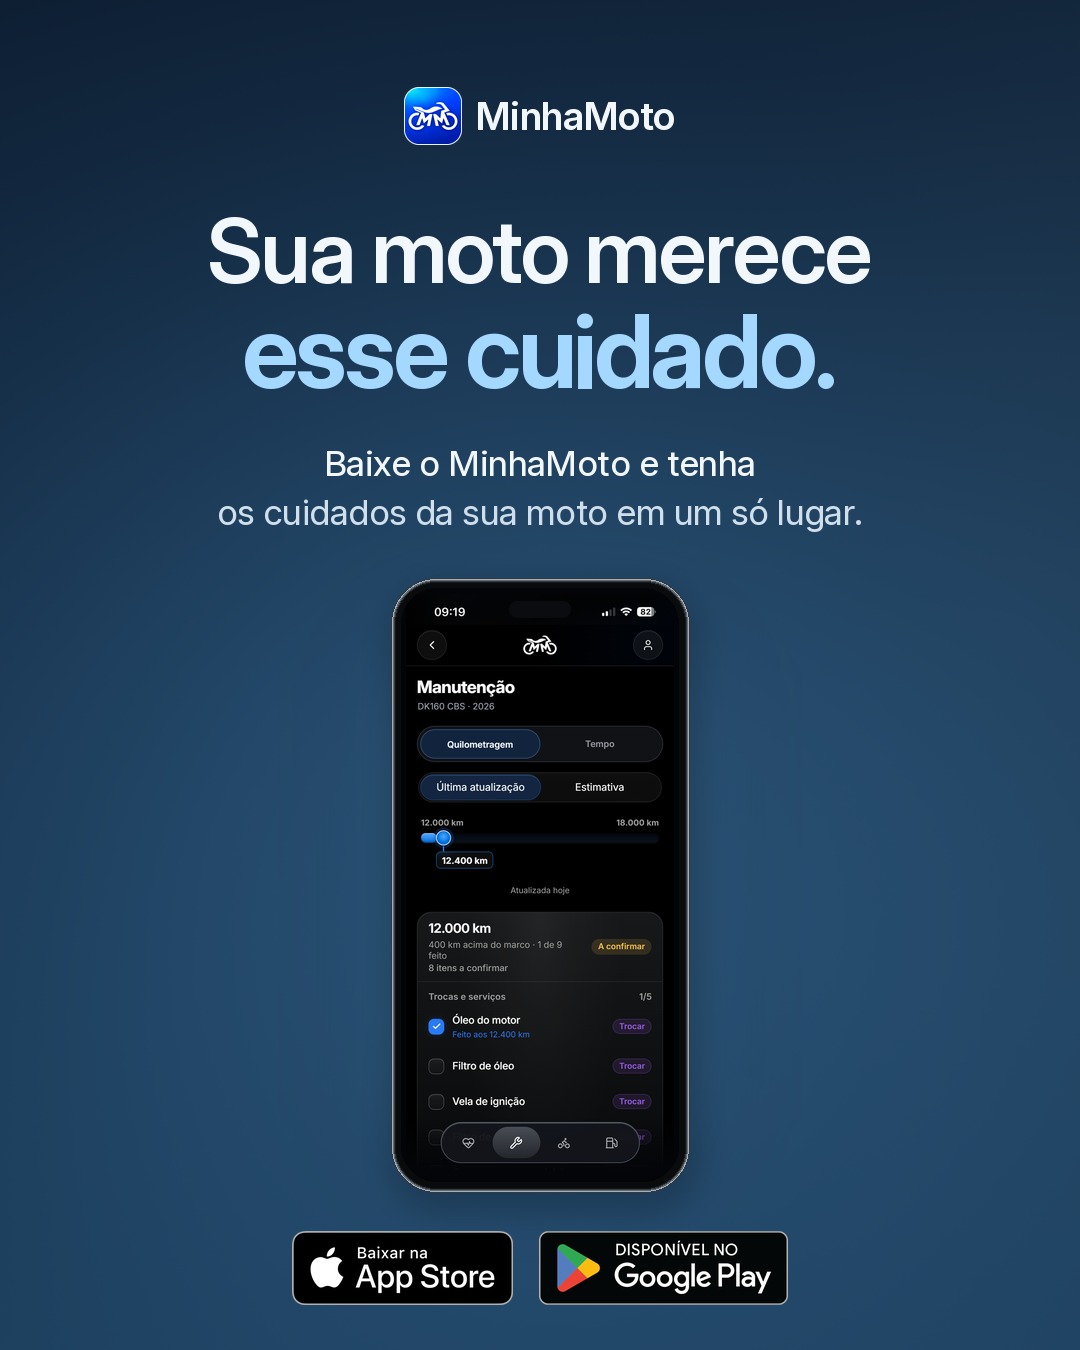 MinhaMoto
Sua moto merece
esse cuidado.
Baixe o MinhaMoto e tenha
os cuidados da sua moto em um só lugar.
09:19
82
MM
Manutenção
DK160 CBS · 2026
Quilometragem
Tempo
Última atualização
Estimativa
12.000 km
18.000 km
12.400 km
Atualizada hoje
12.000 km
400 km acima do marco · 1 de 9
feito
8 itens a confirmar
A confirmar
Trocas e serviços
1/5
Óleo do motor
Feito aos 12.400 km
Trocar
Filtro de óleo
Trocar
Vela de ignição
Trocar
Baixar na
App Store
DISPONÍVEL NO
Google Play